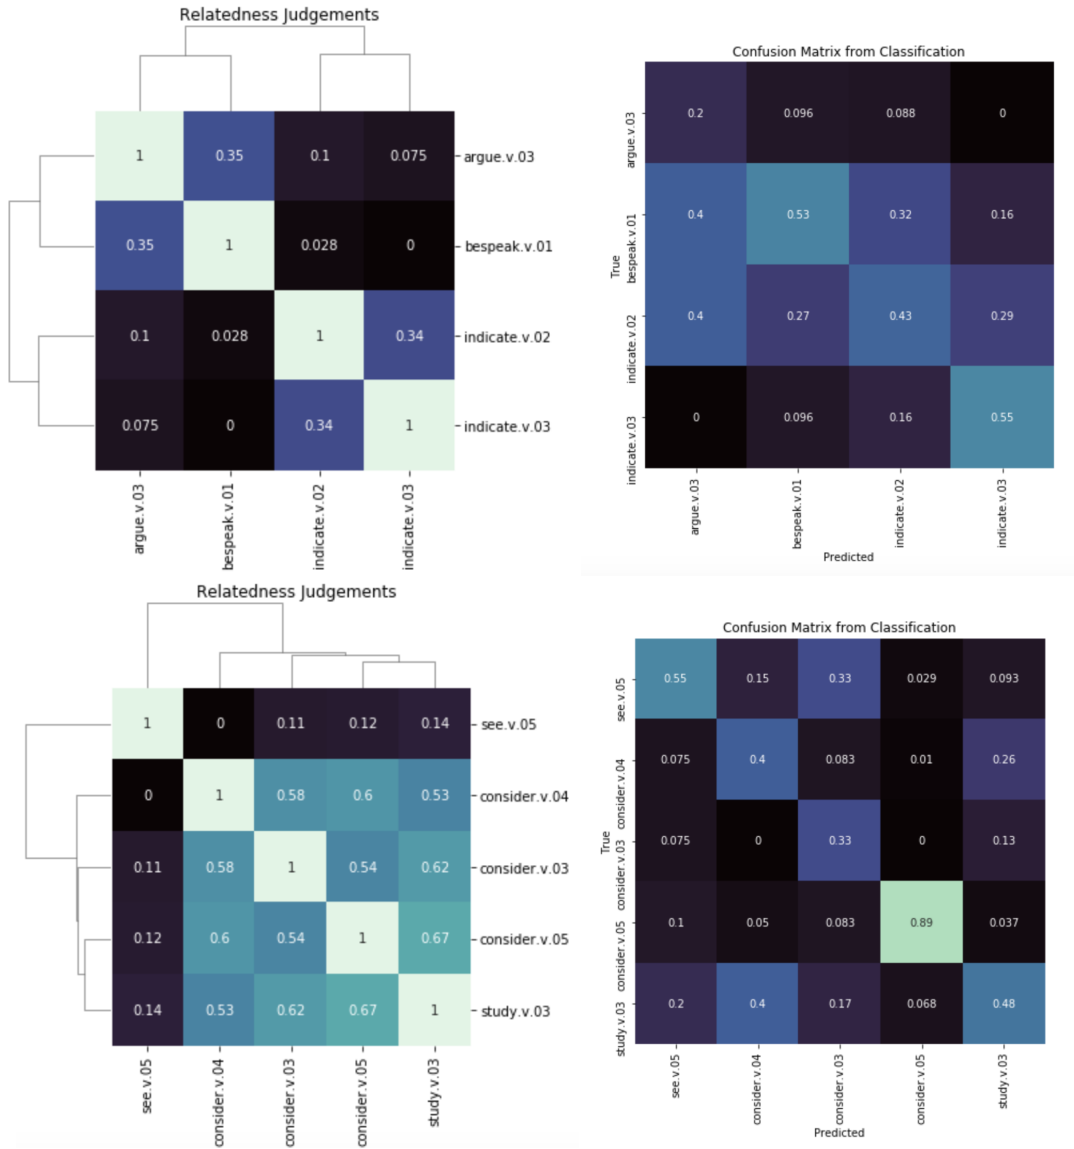 Relatedness Judgements
1 0.35 0.1 0.075 argue.v.03
0.35 1 0.028 0 bespeak.v.01
0.1 0.028 1 0.34 indicate.v.02
0.075 0 0.34 1 indicate.v.03
argue.v.03 bespeak.v.01 indicate.v.02 indicate.v.03
Confusion Matrix from Classification
True
argue.v.03 0.2 0.096 0.088 0
bespeak.v.01 0.4 0.53 0.32 0.16
indicate.v.02 0.4 0.27 0.43 0.29
indicate.v.03 0 0.096 0.16 0.55
argue.v.03 bespeak.v.01 indicate.v.02 indicate.v.03
Predicted
Relatedness Judgements
1 0 0.11 0.12 0.14 see.v.05
0 1 0.58 0.6 0.53 consider.v.04
0.11 0.58 1 0.54 0.62 consider.v.03
0.12 0.6 0.54 1 0.67 consider.v.05
0.14 0.53 0.62 0.67 1 study.v.03
see.v.05 consider.v.04 consider.v.03 consider.v.05 study.v.03
Confusion Matrix from Classification
True
see.v.05 0.55 0.15 0.33 0.029 0.093
consider.v.04 0.075 0.4 0.083 0.01 0.26
consider.v.03 0.075 0 0.33 0 0.13
consider.v.05 0.1 0.05 0.083 0.89 0.037
study.v.03 0.2 0.4 0.17 0.068 0.48
see.v.05 consider.v.04 consider.v.03 consider.v.05 study.v.03
Predicted